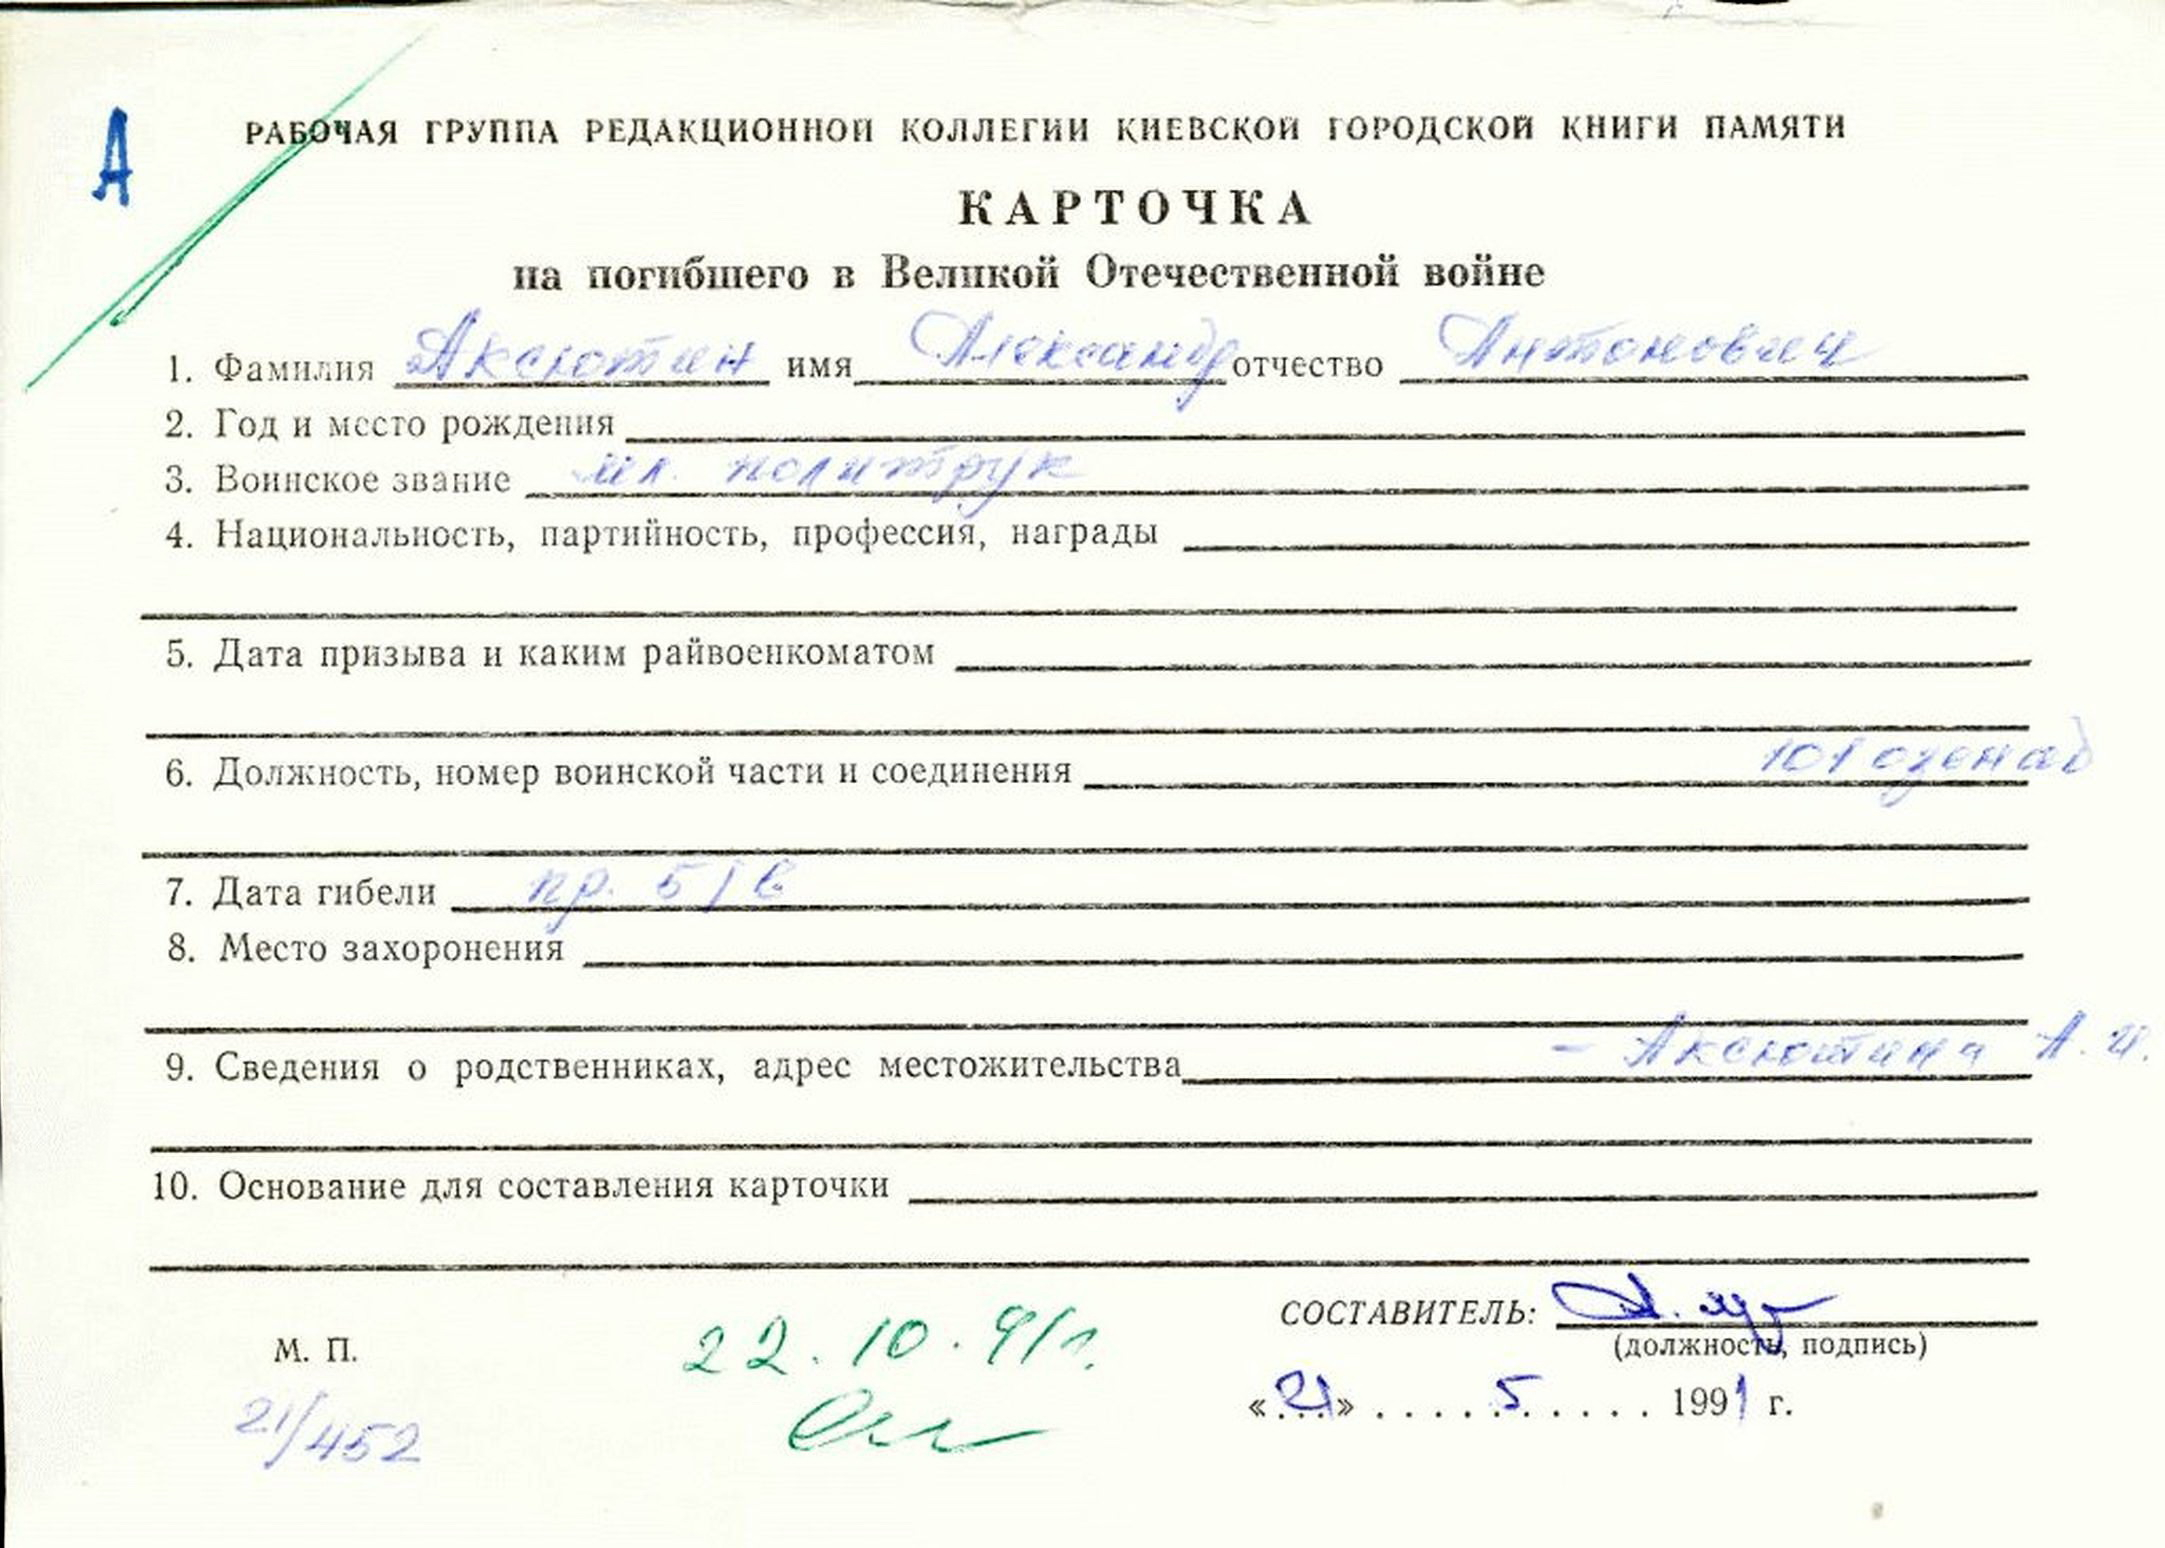 А
РАБОЧАЯ ГРУППА РЕДАКЦИОННОЙ КОЛЛЕГИИ КИЕВСКОЙ ГОРОДСКОЙ КНИГИ ПАМЯТИ
КАРТОЧКА
на погибшего в Великой Отечественной войне
1. Фамилия Аксютин имя Александр отчество Антонович
2. Год и место рождения
3. Воинское звание мл. политрук
4. Национальность, партийность, профессия, награды
5. Дата призыва и каким райвоенкоматом
6. Должность, номер воинской части и соединения 101 озенад
7. Дата гибели пр. б/в
8. Место захоронения
9. Сведения о родственниках, адрес местожительства - Аксютина А. И.
10. Основание для составления карточки
СОСТАВИТЕЛЬ:
(должность, подпись)
М. П. 22. 10. 91г.
«21» 5 1991 г.
21/452